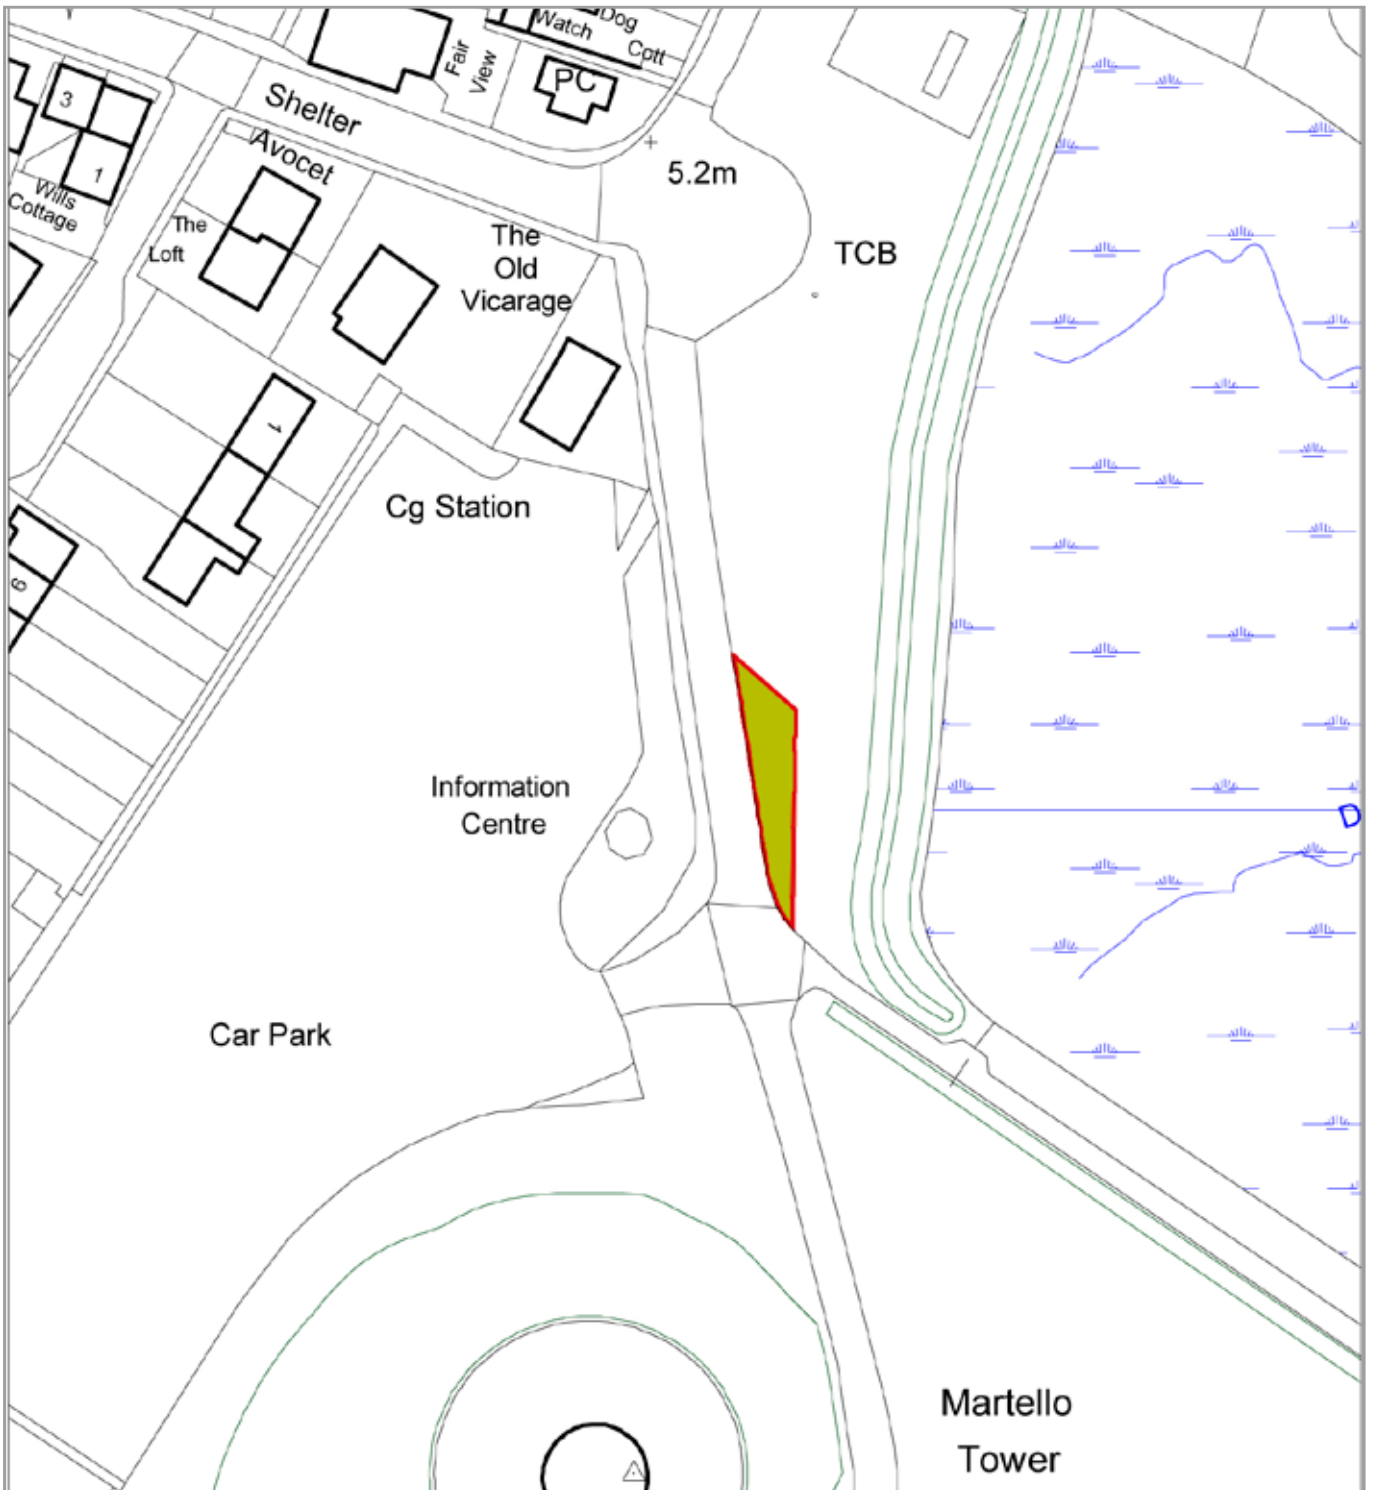 Dog
Watch
Cott
Fair
View
PC
Shelter
3
1
Avocet
5.2m
Wills
Cottage
The
Loft
The
Old
Vicarage
TCB
1
Cg Station
6
Information
Centre
D
Car Park
Martello
Tower